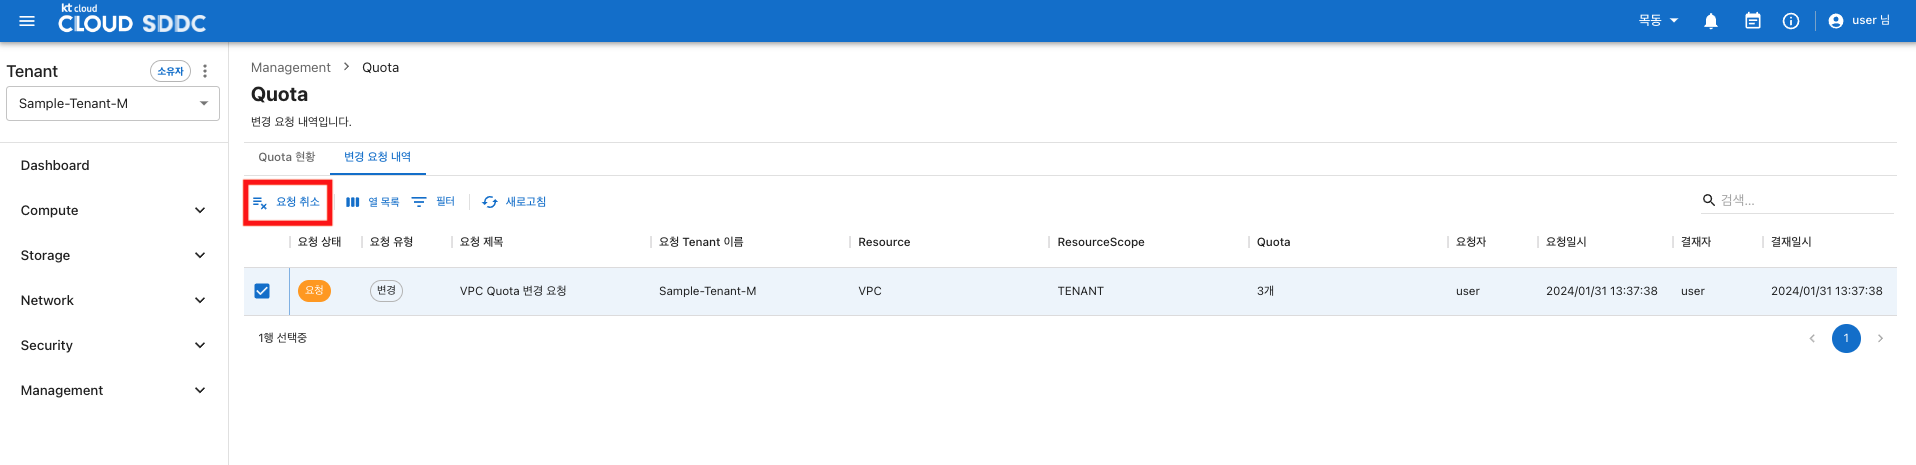 kt cloud
CLOUD SDDC
목동
user 님
Tenant 소유자
Sample-Tenant-M
Dashboard
Compute
Storage
Network
Security
Management
Management > Quota
Quota
변경 요청 내역입니다.
Quota 현황 변경 요청 내역
요청 취소 열 목록 필터 새로고침 검색...
요청 상태 요청 유형 요청 제목 요청 Tenant 이름 Resource ResourceScope Quota 요청자 요청일시 결재자 결재일시
요청 변경 VPC Quota 변경 요청 Sample-Tenant-M VPC TENANT 3개 user 2024/01/31 13:37:38 user 2024/01/31 13:37:38
1행 선택중 1